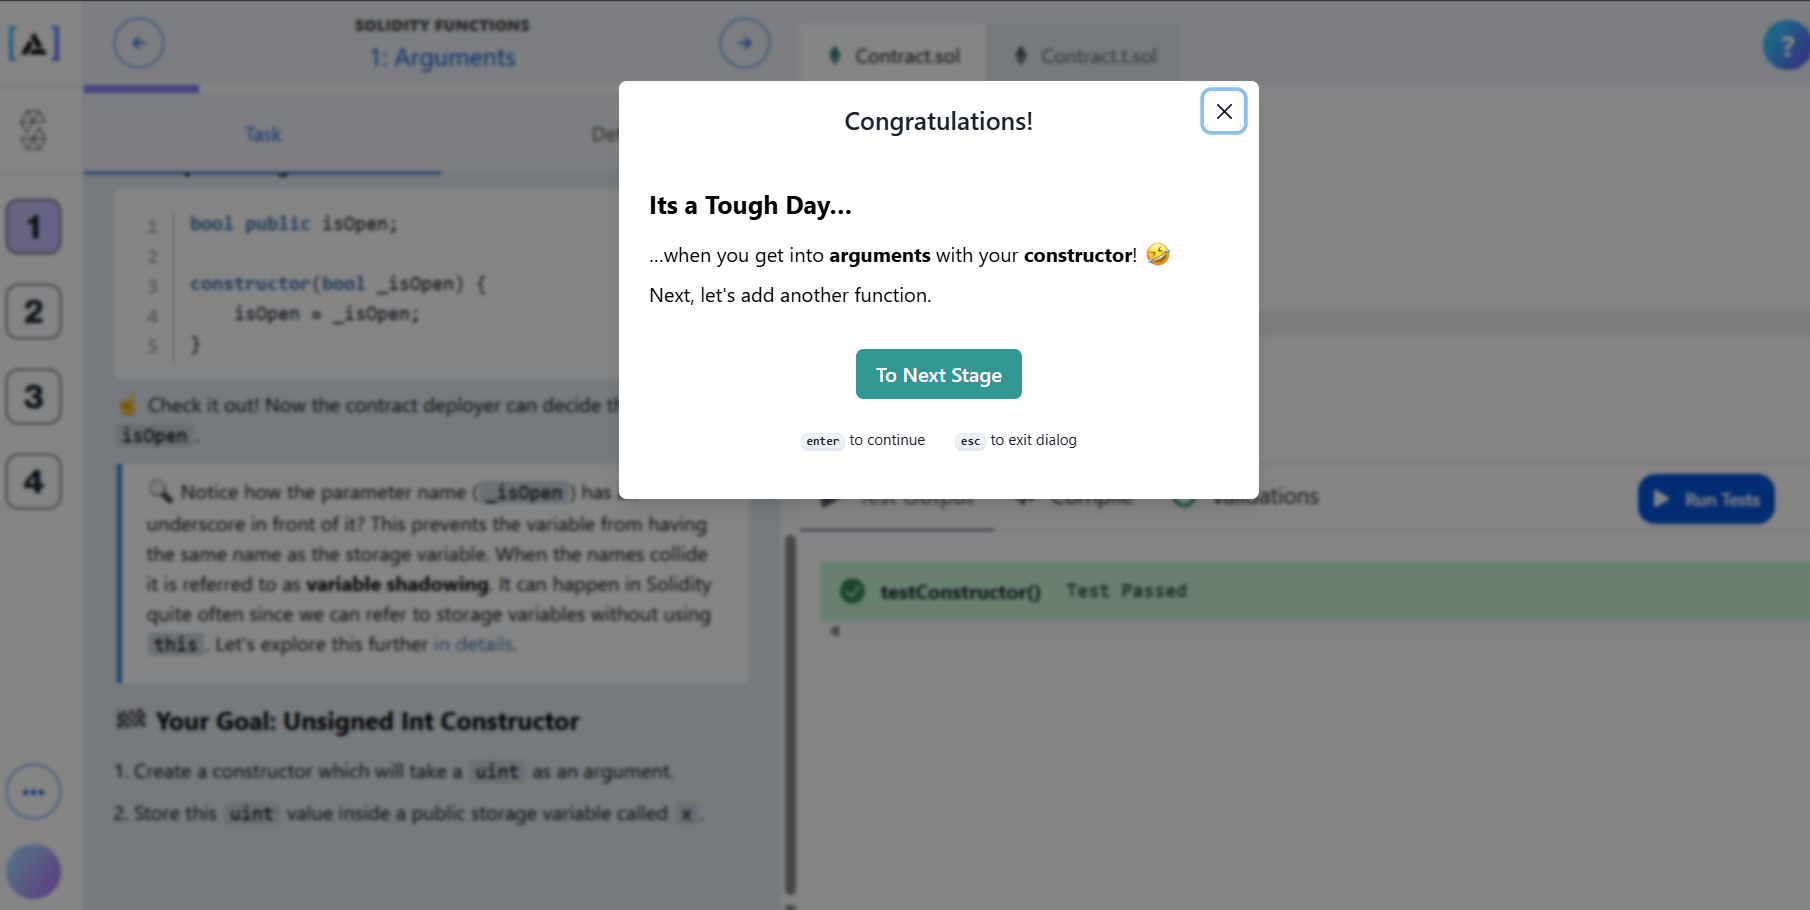 SOLIDITY FUNCTIONS
1: Arguments
Contract.sol
Contract.t.sol
?
Task
Congratulations!
Its a Tough Day...
...when you get into arguments with your constructor! 🤣
Next, let's add another function.
To Next Stage
enter to continue esc to exit dialog
1
2
3
4
1 bool public isOpen;
2
3 constructor(bool _isOpen) {
4 isOpen = _isOpen;
5 }
☝ Check it out! Now the contract deployer can decide
isOpen.
🔍 Notice how the parameter name (_isOpen) has
underscore in front of it? This prevents the variable from having
the same name as the storage variable. When the names collide
it is referred to as variable shadowing. It can happen in Solidity
quite often since we can refer to storage variables without using
this. Let's explore this further in details.
🏁 Your Goal: Unsigned Int Constructor
1. Create a constructor which will take a uint as an argument.
2. Store this uint value inside a public storage variable called x.
Test Output
Compile
Validations
Run Tests
testConstructor() Test Passed